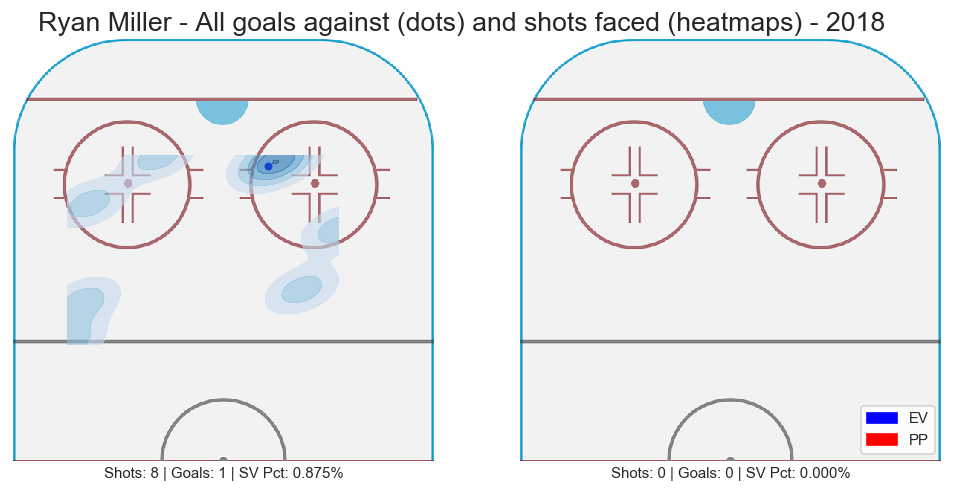 Ryan Miller - All goals against (dots) and shots faced (heatmaps) - 2018
EV
PP
Shots: 8 | Goals: 1 | SV Pct: 0.875%
Shots: 0 | Goals: 0 | SV Pct: 0.000%